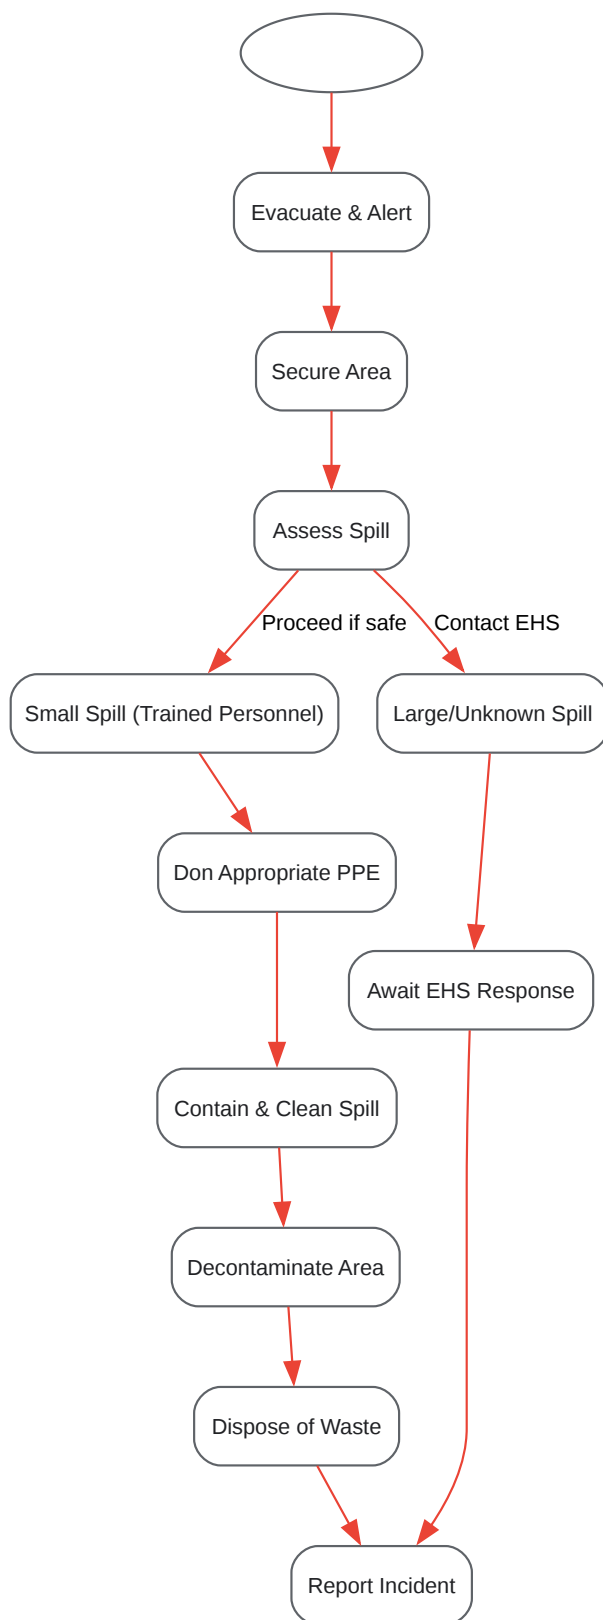 Evacuate & Alert
Secure Area
Assess Spill
Proceed if safe
Contact EHS
Small Spill (Trained Personnel)
Large/Unknown Spill
Don Appropriate PPE
Await EHS Response
Contain & Clean Spill
Decontaminate Area
Dispose of Waste
Report Incident